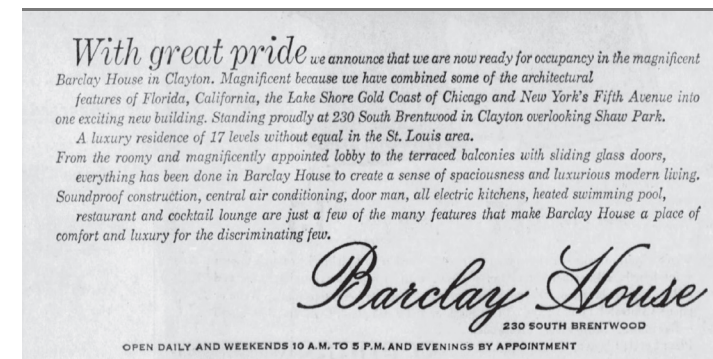 With great pride we announce that we are now ready for occupancy in the magnificent
Barclay House in Clayton. Magnificent because we have combined some of the architectural
features of Florida, California, the Lake Shore Gold Coast of Chicago and New York's Fifth Avenue into
one exciting new building. Standing proudly at 230 South Brentwood in Clayton overlooking Shaw Park.
A luxury residence of 17 levels without equal in the St. Louis area.
From the roomy and magnificently appointed lobby to the terraced balconies with sliding glass doors,
everything has been done in Barclay House to create a sense of spaciousness and luxurious modern living.
Soundproof construction, central air conditioning, door man, all electric kitchens, heated swimming pool,
restaurant and cocktail lounge are just a few of the many features that make Barclay House a place of
comfort and luxury for the discriminating few.
Barclay House
230 SOUTH BRENTWOOD
OPEN DAILY AND WEEKENDS 10 A.M. TO 5 P.M. AND EVENINGS BY APPOINTMENT